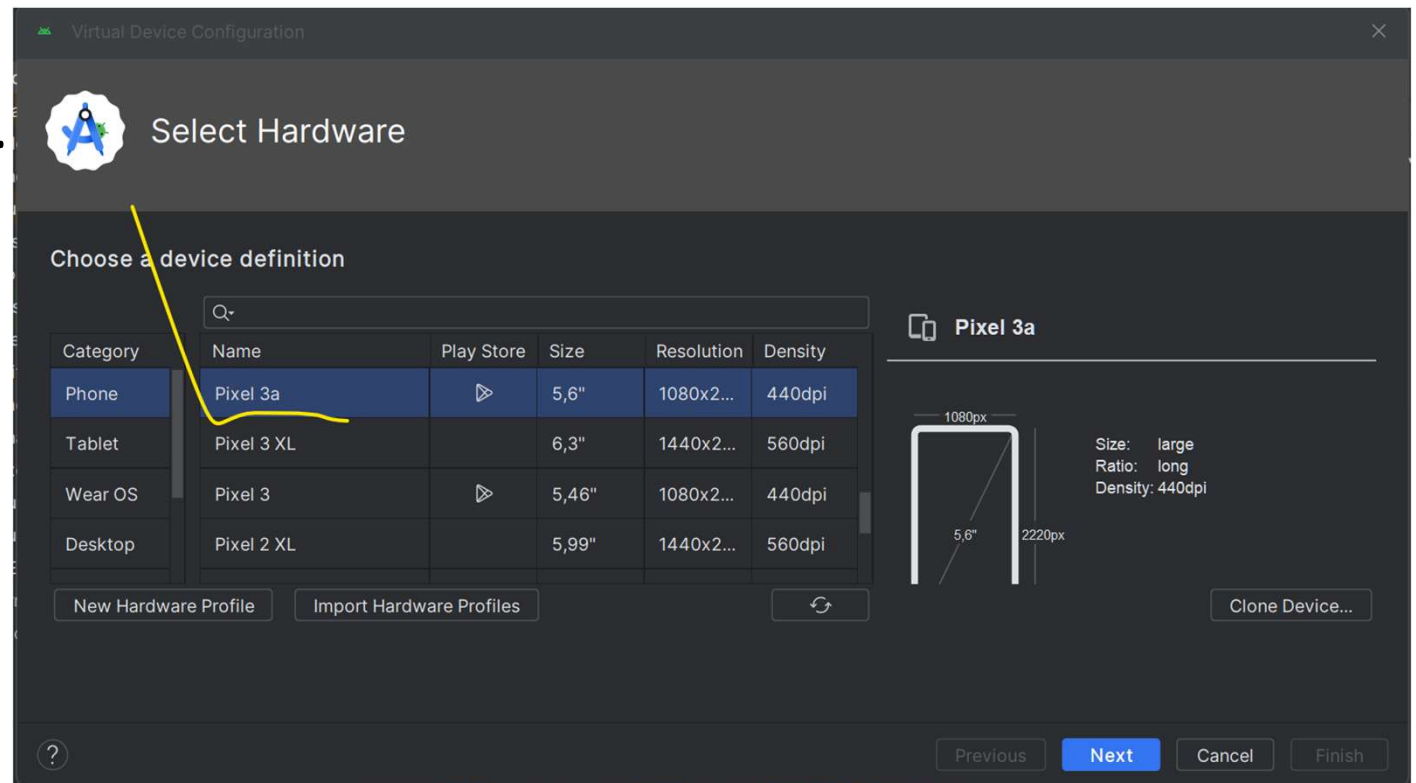 Virtual Device Configuration
Select Hardware
Choose a device definition
Category Name Play Store Size Resolution Density
Phone Pixel 3a 5,6" 1080x2... 440dpi
Tablet Pixel 3 XL 6,3" 1440x2... 560dpi
Wear OS Pixel 3 5,46" 1080x2... 440dpi
Desktop Pixel 2 XL 5,99" 1440x2... 560dpi
New Hardware Profile Import Hardware Profiles
Pixel 3a
1080px
5,6" 2220px
Size: large
Ratio: long
Density: 440dpi
Clone Device...
? Previous Next Cancel Finish